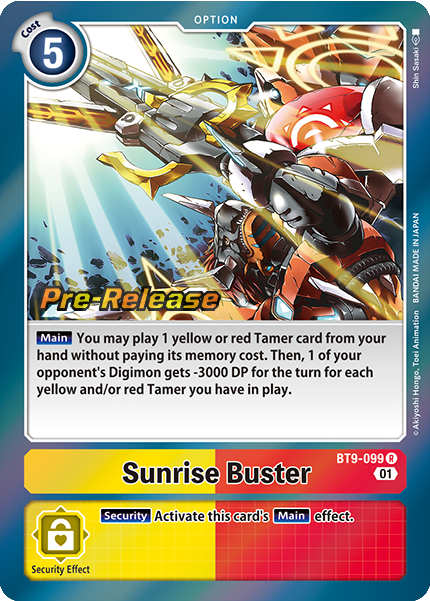 OPTION
Cost
5
Shin Sasaki
Pre-Release
Main You may play 1 yellow or red Tamer card from your
hand without paying its memory cost. Then, 1 of your
opponent's Digimon gets -3000 DP for the turn for each
yellow and/or red Tamer you have in play.
©Akiyoshi Hongo, Toei Animation BANDAI MADE IN JAPAN
Sunrise Buster
BT9-099 R
01
Security Activate this card's Main effect.
Security Effect